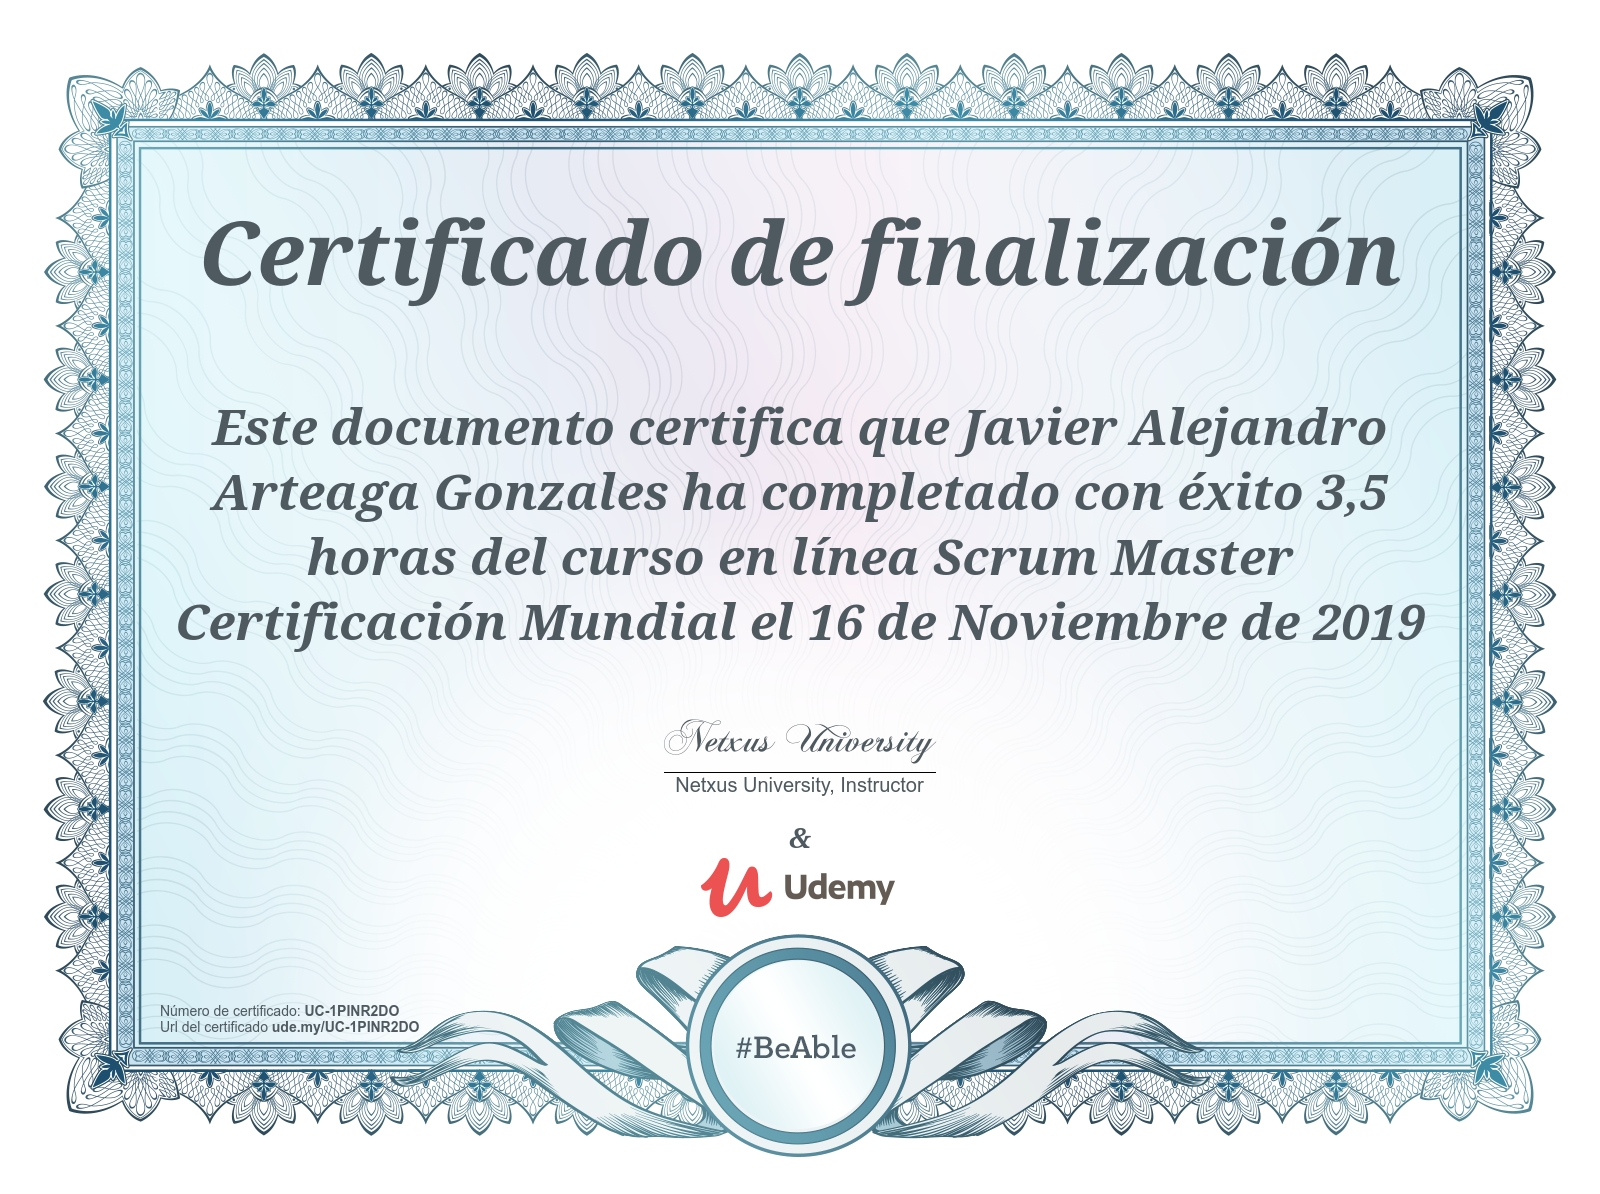 Certificado de finalización
Este documento certifica que Javier Alejandro
Arteaga Gonzales ha completado con éxito 3,5
horas del curso en línea Scrum Master
Certificación Mundial el 16 de Noviembre de 2019
Netxus University
Netxus University, Instructor
&
Udemy
Número de certificado: UC-1PINR2DO
Url del certificado ude.my/UC-1PINR2DO
#BeAble